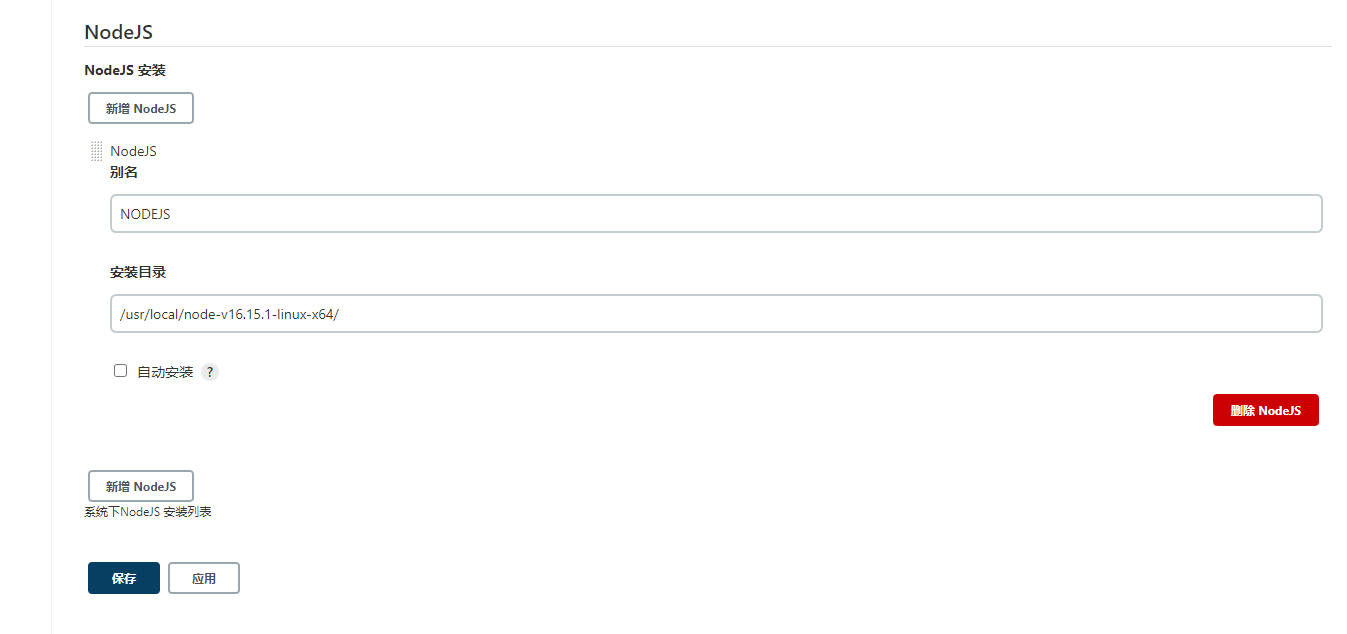 NodeJS
NodeJS 安装
新增 NodeJS
NodeJS
别名
NODEJS
安装目录
/usr/local/node-v16.15.1-linux-x64/
自动安装 ?
删除 NodeJS
新增 NodeJS
系统下NodeJS 安装列表
保存 应用